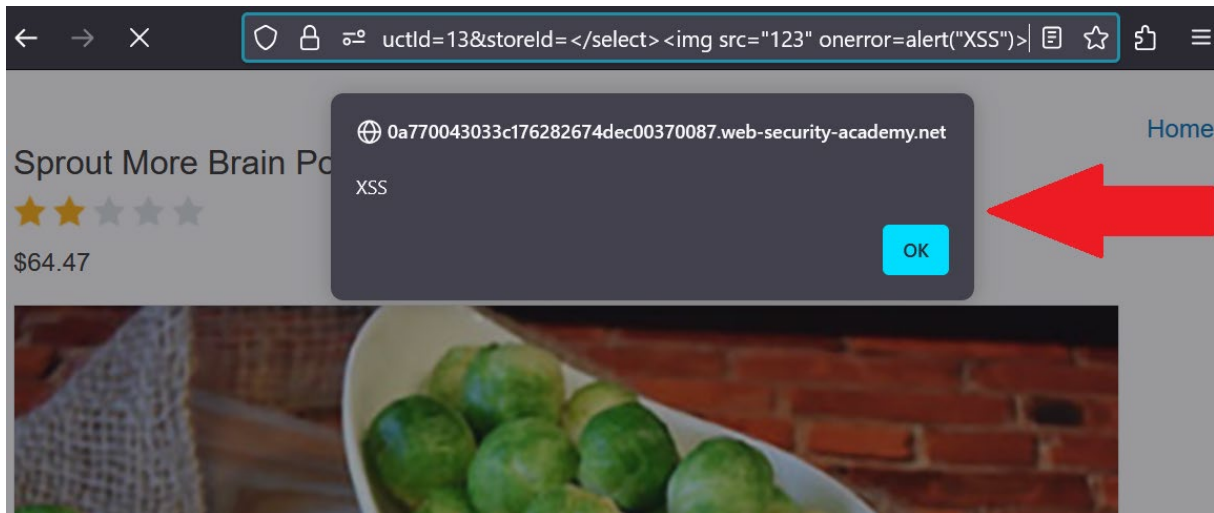 uctId=13&storeId=</select><img src="123" onerror=alert("XSS")>
0a770043033c176282674dec00370087.web-security-academy.net
Home
Sprout More Brain
XSS
OK
$64.47